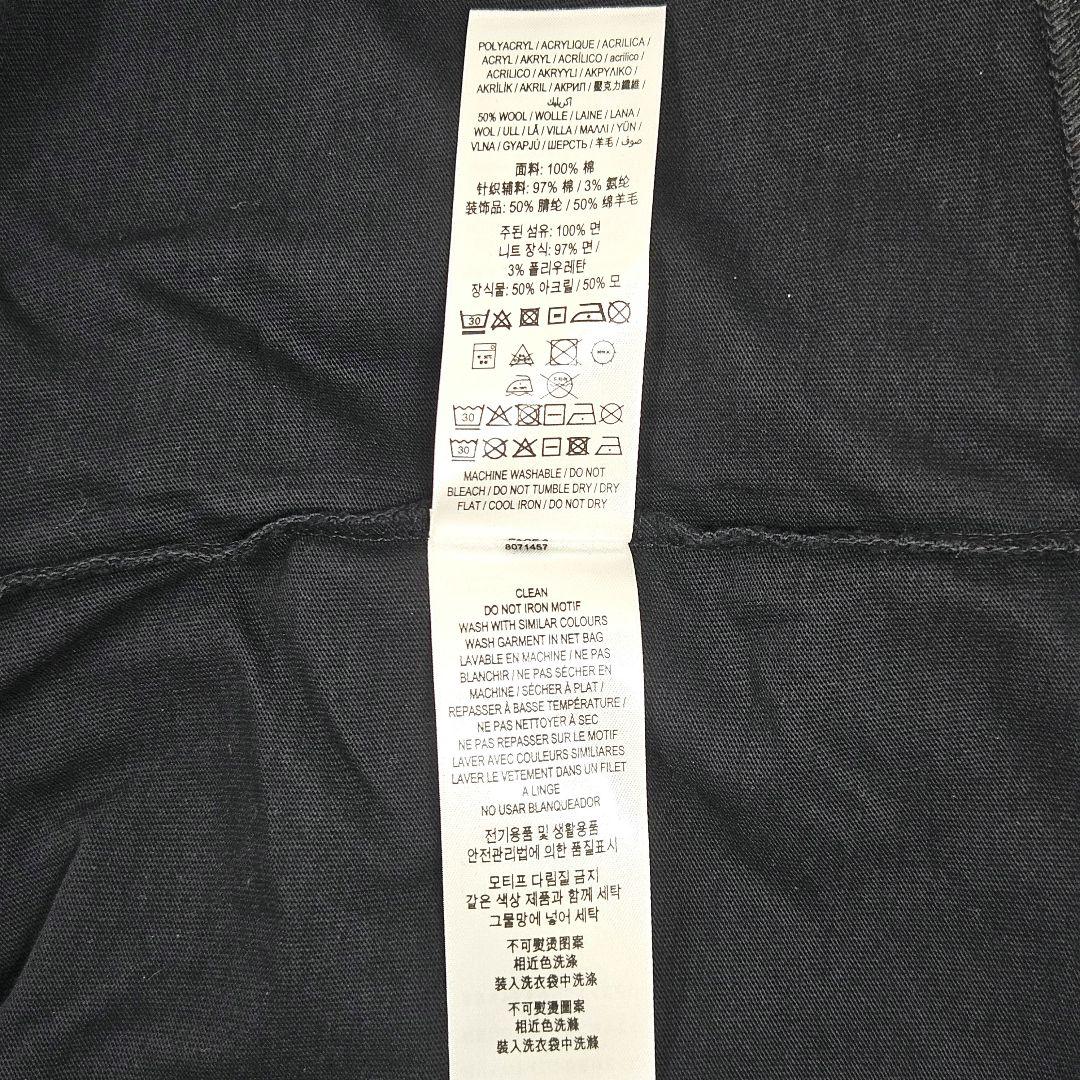 POLYACRYL / ACRYLIQUE / ACRILICA /
ACRYL / AKRYL / ACRÍLICO / acrílico /
ACRILICO / AKRYYLI / ΑΚΡΥΛΙΚΟ /
AKRİLİK / AKRIL / АКРИЛ / 壓克力纖維 /
أكريليك
50% WOOL / WOLLE / LAINE / LANA /
WOL / ULL / LÅ / VILLA / ΜΑΛΛΙ / YÜN /
VLNA / GYAPJÚ / ШЕРСТЬ / 羊毛 / صوف
面料: 100% 棉
针织辅料: 97% 棉 / 3% 氨纶
装饰品: 50% 腈纶 / 50% 绵羊毛
주된 섬유: 100% 면
니트 장식: 97% 면 /
3% 폴리우레탄
장식물: 50% 아크릴 / 50% 모
30
30
30
MACHINE WASHABLE / DO NOT
BLEACH / DO NOT TUMBLE DRY / DRY
FLAT / COOL IRON / DO NOT DRY
8071457
CLEAN
DO NOT IRON MOTIF
WASH WITH SIMILAR COLOURS
WASH GARMENT IN NET BAG
LAVABLE EN MACHINE / NE PAS
BLANCHIR / NE PAS SÉCHER EN
MACHINE / SÉCHER À PLAT /
REPASSER À BASSE TEMPÉRATURE /
NE PAS NETTOYER À SEC
NE PAS REPASSER SUR LE MOTIF
LAVER AVEC COULEURS SIMILIARES
LAVER LE VETEMENT DANS UN FILET
A LINGE
NO USAR BLANQUEADOR
전기용품 및 생활용품
안전관리법에 의한 품질표시
모티프 다림질 금지
같은 색상 제품과 함께 세탁
그물망에 넣어 세탁
不可熨烫图案
相近色洗涤
装入洗衣袋中洗涤
不可熨燙圖案
相近色洗滌
裝入洗衣袋中洗滌